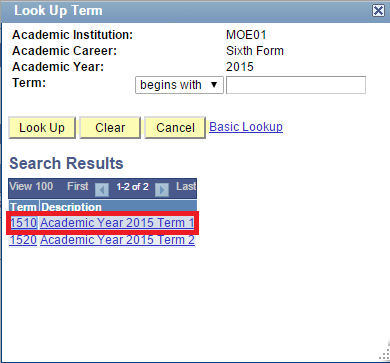 Look Up Term
Academic Institution: MOE01
Academic Career: Sixth Form
Academic Year: 2015
Term: begins with
Look Up Clear Cancel Basic Lookup
Search Results
View 100 First 1-2 of 2 Last
Term Description
1510 Academic Year 2015 Term 1
1520 Academic Year 2015 Term 2